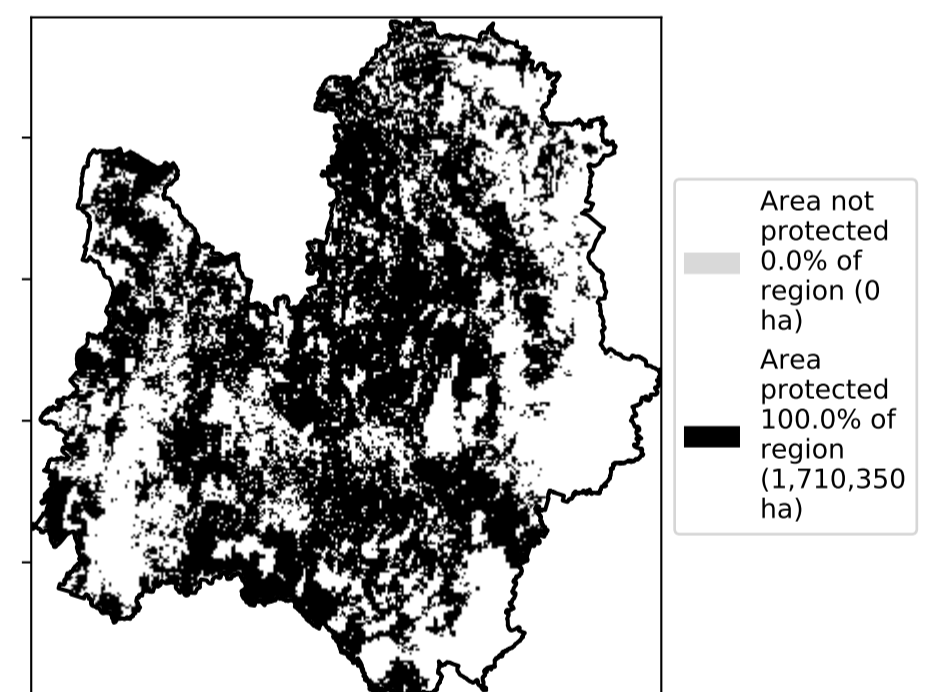 Area not
protected
0.0% of
region (0
ha)
Area
protected
100.0% of
region
(1,710,350
ha)